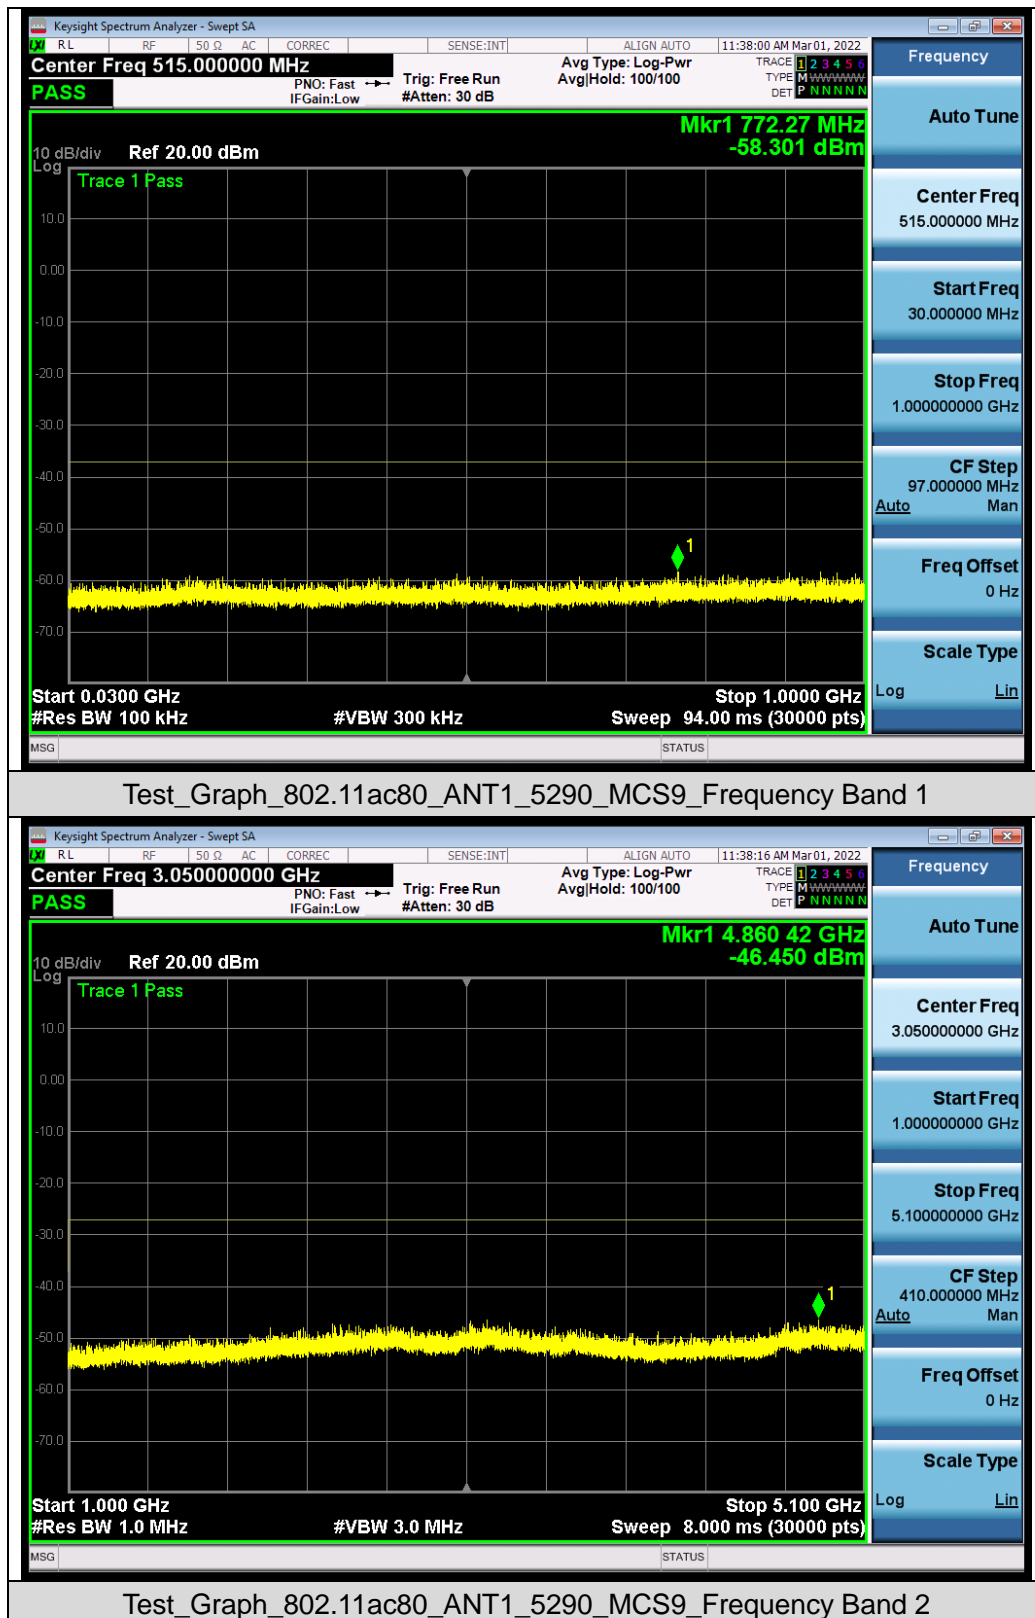 Keysight Spectrum Analyzer - Swept SA
LXI RL RF 50 Ω AC CORREC SENSE:INT ALIGN AUTO 11:38:00 AM Mar 01, 2022
Center Freq 515.000000 MHz
PASS
PNO: Fast
IFGain:Low
Trig: Free Run
#Atten: 30 dB
Avg Type: Log-Pwr
Avg|Hold: 100/100
TRACE 1 2 3 4 5 6
TYPE M WWWWW
DET P N N N N N
Mkr1 772.27 MHz
-58.301 dBm
10 dB/div Ref 20.00 dBm
Log
Trace 1 Pass
10.0
0.00
-10.0
-20.0
-30.0
-40.0
-50.0
-60.0
-70.0
1
Start 0.0300 GHz Stop 1.0000 GHz
#Res BW 100 kHz #VBW 300 kHz Sweep 94.00 ms (30000 pts)
MSG STATUS
Frequency
Auto Tune
Center Freq
515.000000 MHz
Start Freq
30.000000 MHz
Stop Freq
1.000000000 GHz
CF Step
97.000000 MHz
Auto Man
Freq Offset
0 Hz
Scale Type
Log Lin
Test_Graph_802.11ac80_ANT1_5290_MCS9_Frequency Band 1
Keysight Spectrum Analyzer - Swept SA
LXI RL RF 50 Ω AC CORREC SENSE:INT ALIGN AUTO 11:38:16 AM Mar 01, 2022
Center Freq 3.050000000 GHz
PASS
PNO: Fast
IFGain:Low
Trig: Free Run
#Atten: 30 dB
Avg Type: Log-Pwr
Avg|Hold: 100/100
TRACE 1 2 3 4 5 6
TYPE M WWWWW
DET P N N N N N
Mkr1 4.860 42 GHz
-46.450 dBm
10 dB/div Ref 20.00 dBm
Log
Trace 1 Pass
10.0
0.00
-10.0
-20.0
-30.0
-40.0
-50.0
-60.0
-70.0
1
Start 1.000 GHz Stop 5.100 GHz
#Res BW 1.0 MHz #VBW 3.0 MHz Sweep 8.000 ms (30000 pts)
MSG STATUS
Frequency
Auto Tune
Center Freq
3.050000000 GHz
Start Freq
1.000000000 GHz
Stop Freq
5.100000000 GHz
CF Step
410.000000 MHz
Auto Man
Freq Offset
0 Hz
Scale Type
Log Lin
Test_Graph_802.11ac80_ANT1_5290_MCS9_Frequency Band 2